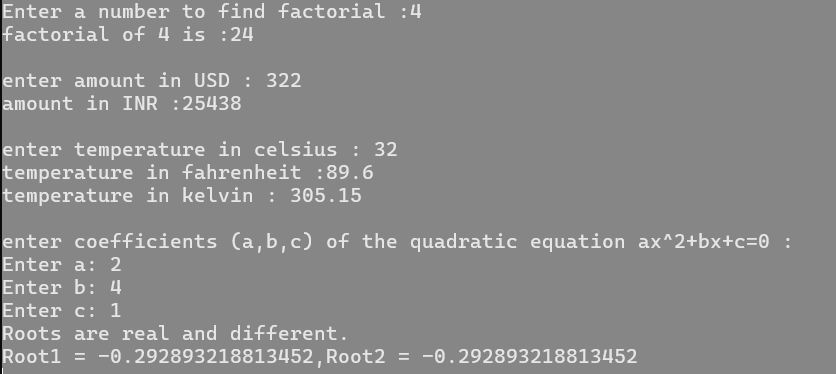 Enter a number to find factorial :4
factorial of 4 is :24
enter amount in USD : 322
amount in INR :25438
enter temperature in celsius : 32
temperature in fahrenheit :89.6
temperature in kelvin : 305.15
enter coefficients (a,b,c) of the quadratic equation ax^2+bx+c=0 :
Enter a: 2
Enter b: 4
Enter c: 1
Roots are real and different.
Root1 = -0.292893218813452,Root2 = -0.292893218813452